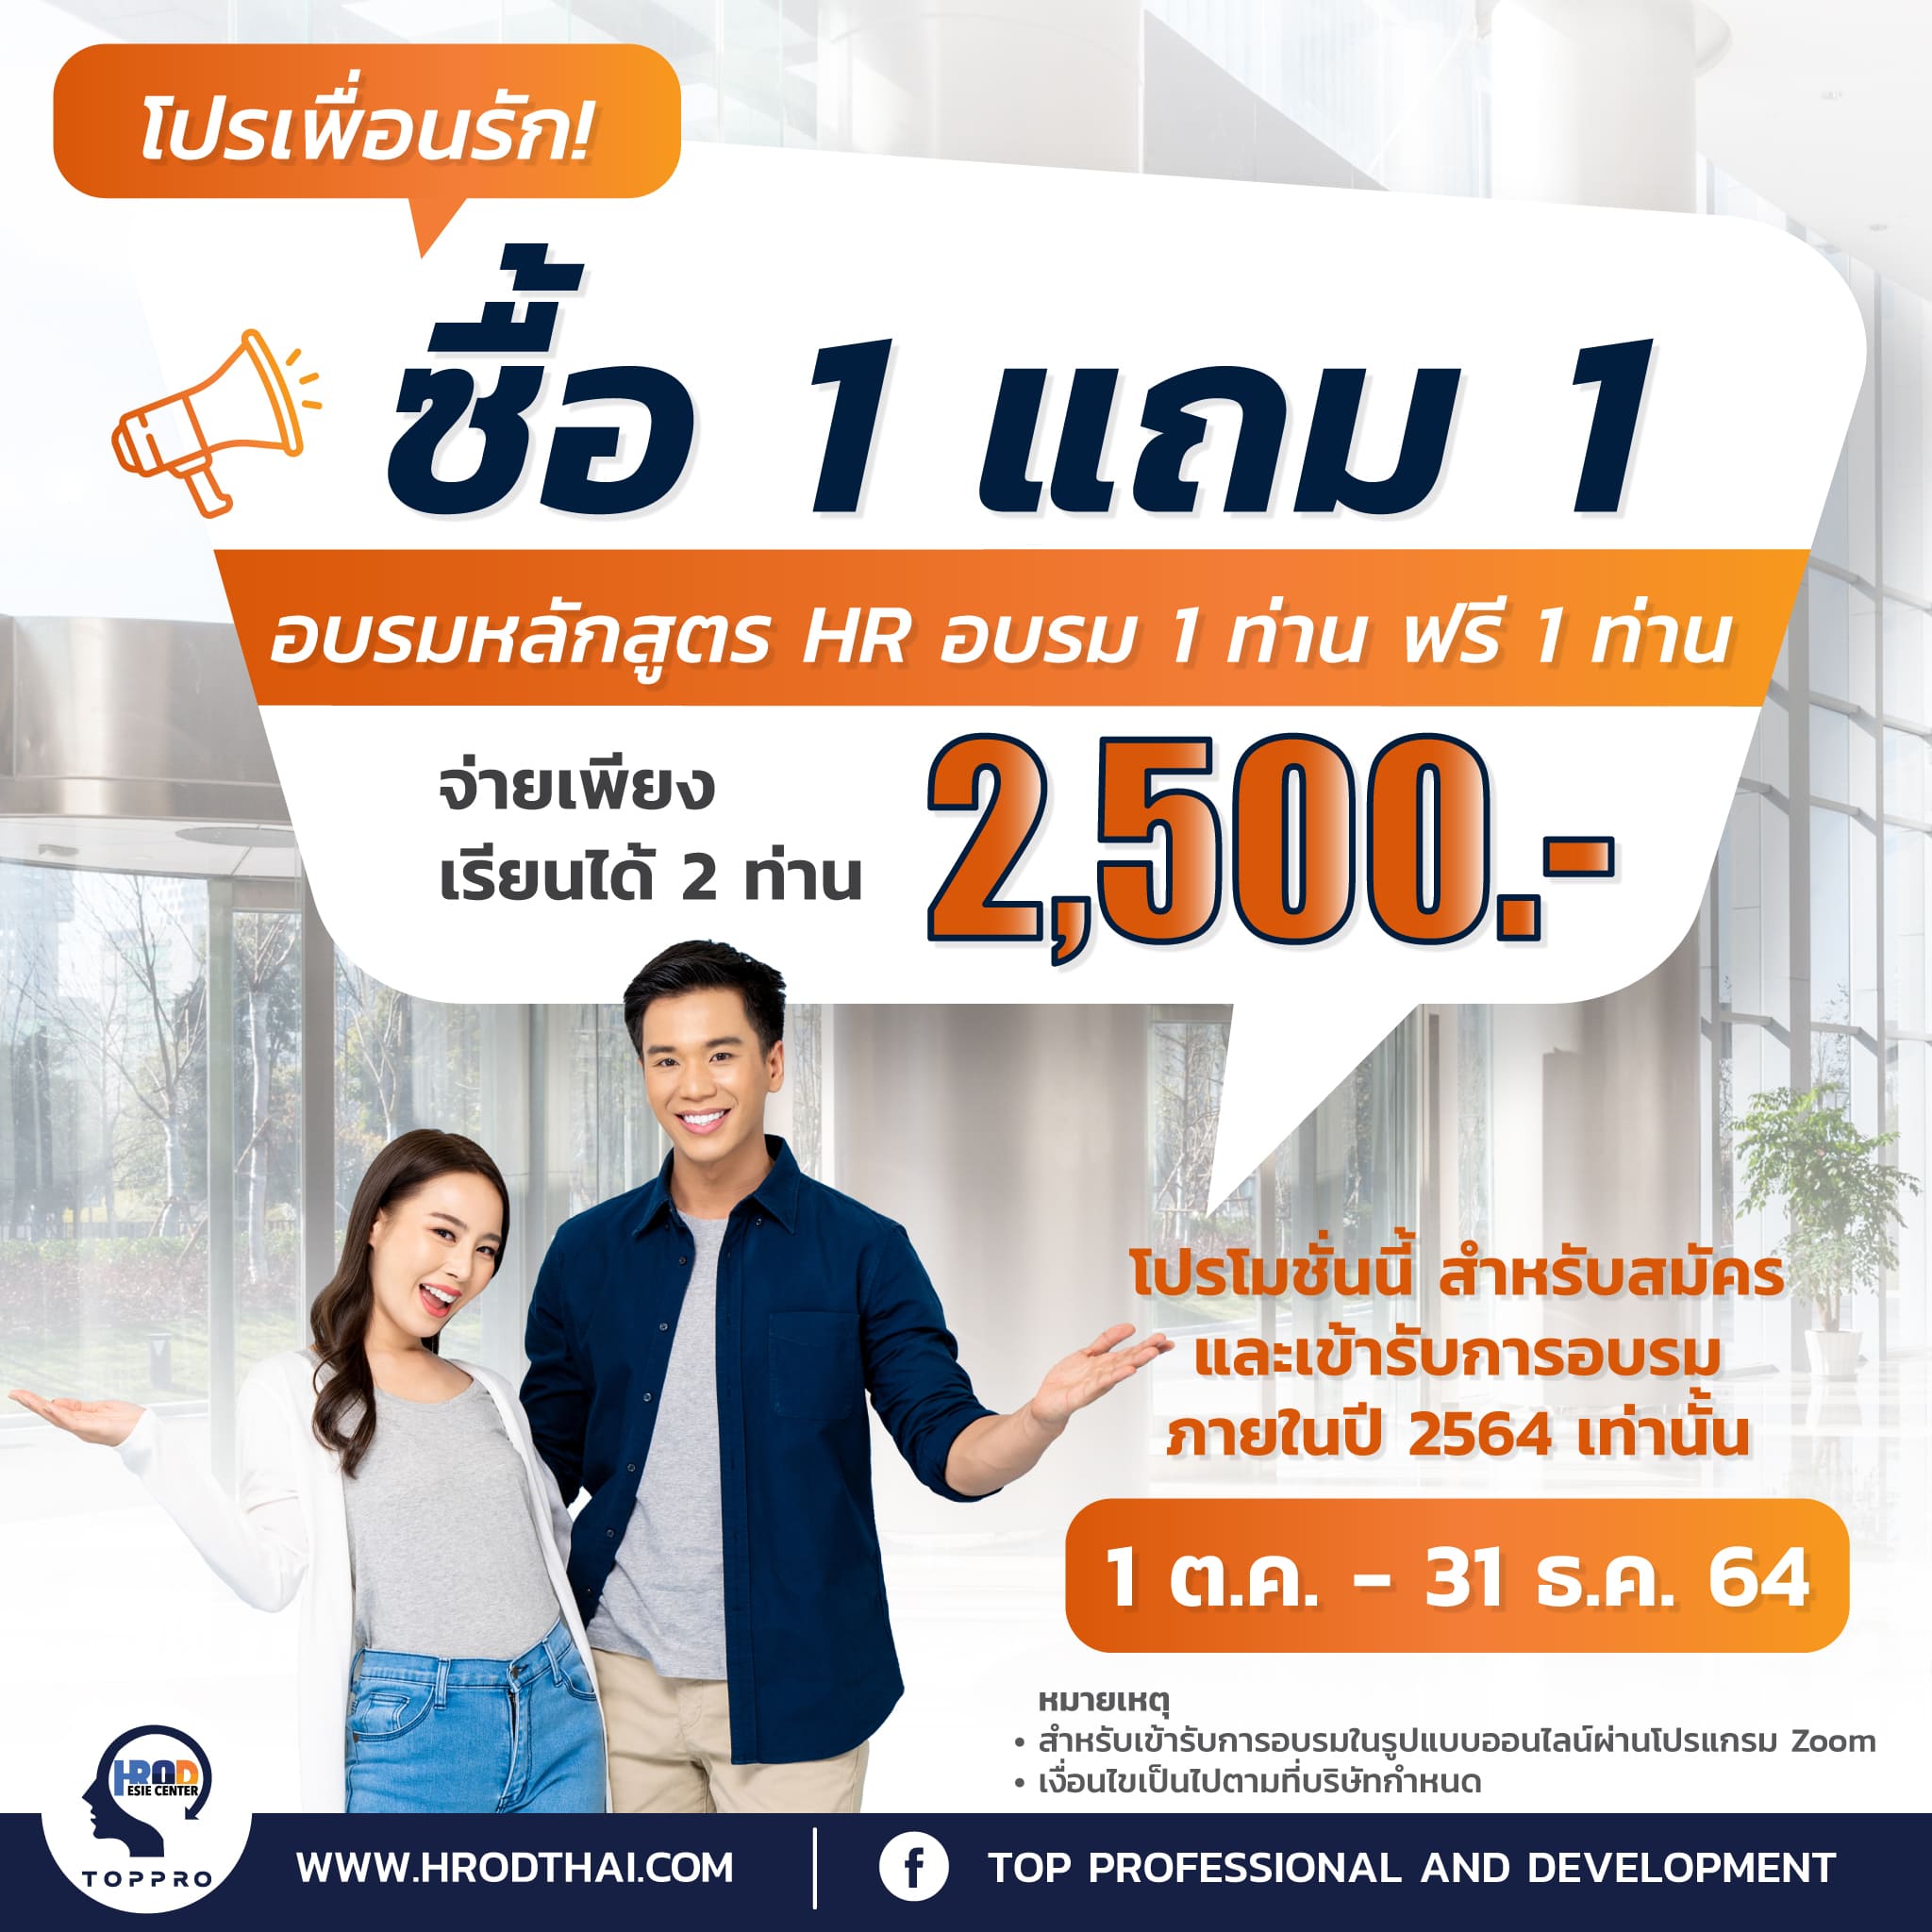 โปรเพื่อนรัก!
ซื้อ 1 แถม 1
อบรมหลักสูตร HR อบรม 1 ท่าน ฟรี 1 ท่าน
จ่ายเพียง
เรียนได้ 2 ท่าน
2,500.-
โปรโมชั่นนี้ สำหรับสมัคร
และเข้ารับการอบรม
ภายในปี 2564 เท่านั้น
1 ต.ค. - 31 ธ.ค. 64
หมายเหตุ
• สำหรับเข้ารับการอบรมในรูปแบบออนไลน์ผ่านโปรแกรม Zoom
• เงื่อนไขเป็นไปตามที่บริษัทกำหนด
HROD
ESIE CENTER
TOPPRO
WWW.HRODTHAI.COM
f TOP PROFESSIONAL AND DEVELOPMENT